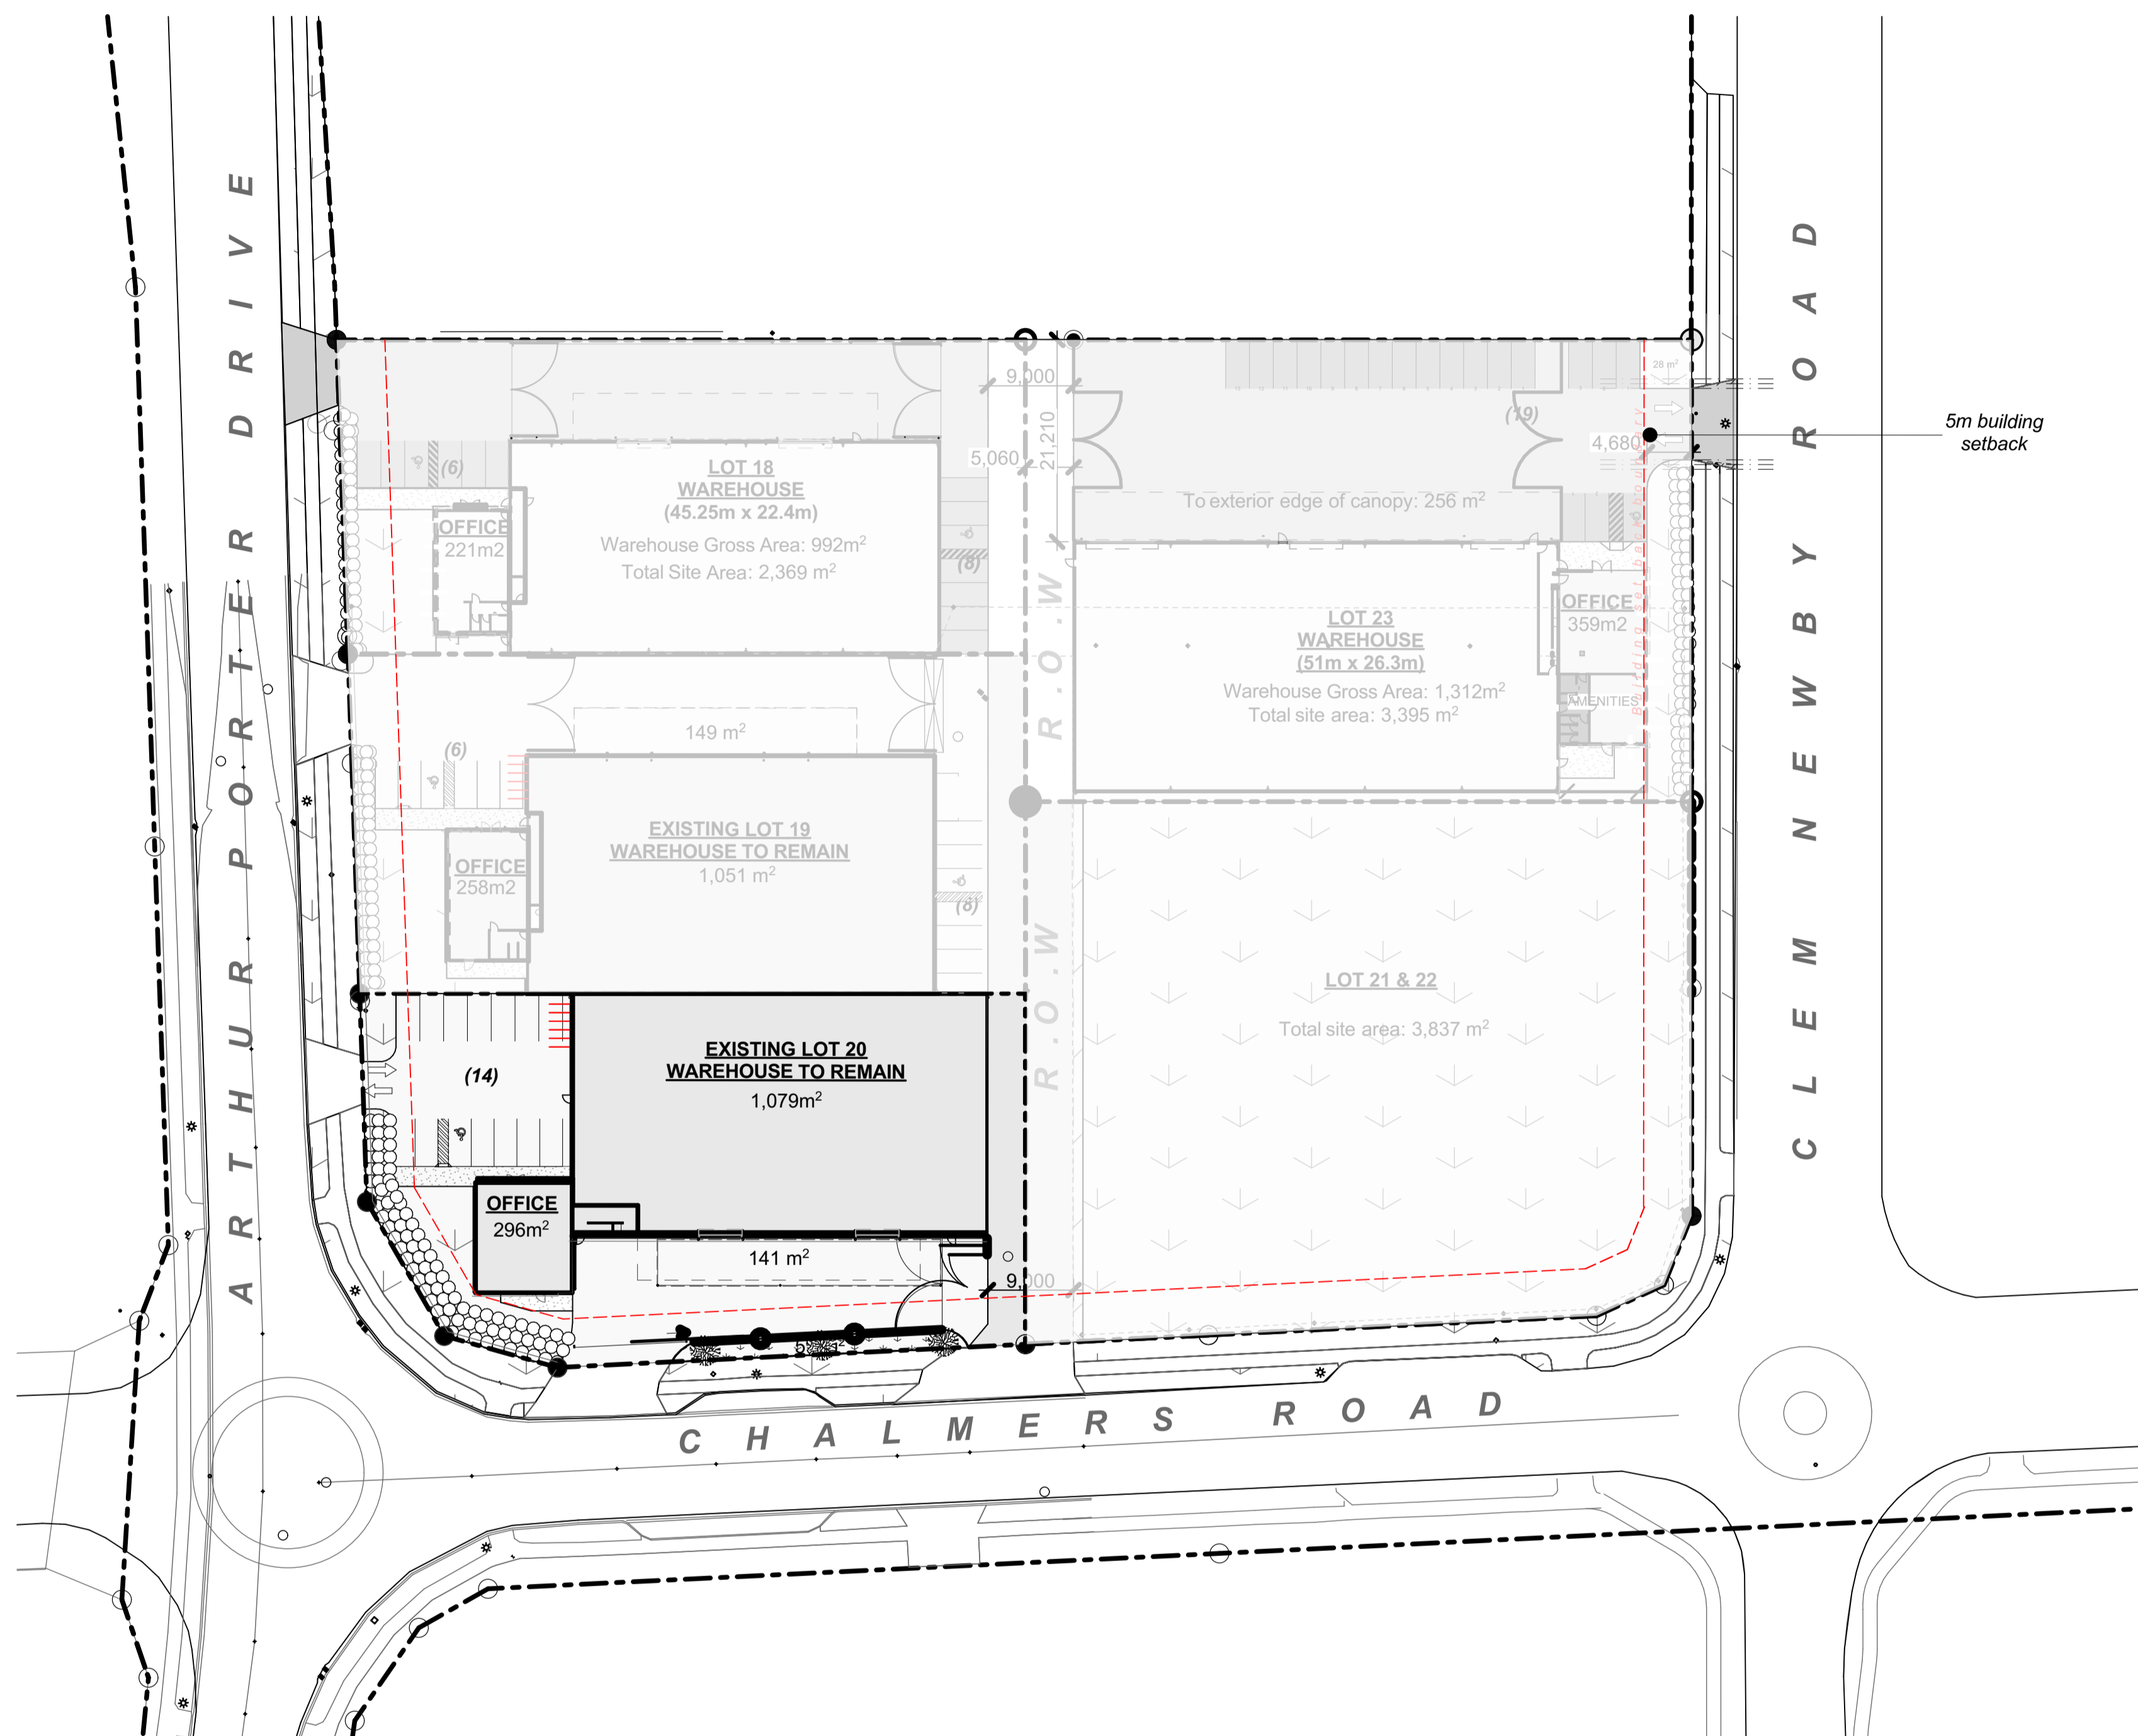 ARTHUR PORTER DRIVE
CLEM NEWBY ROAD
CHALMERS ROAD
5m building
setback
9,000
21,210
5,060
4,680
28 m²
(19)
(6)
LOT 18
WAREHOUSE
(45.25m x 22.4m)
Warehouse Gross Area: 992m²
Total Site Area: 2,369 m²
OFFICE
221m2
(8)
To exterior edge of canopy: 256 m²
R.O.W
LOT 23
WAREHOUSE
(51m x 26.3m)
Warehouse Gross Area: 1,312m²
Total site area: 3,395 m²
OFFICE
359m2
AMENITIES
Building setback boundary
149 m²
(6)
EXISTING LOT 19
WAREHOUSE TO REMAIN
1,051 m²
OFFICE
258m2
(8)
R.O.W
LOT 21 & 22
Total site area: 3,837 m²
EXISTING LOT 20
WAREHOUSE TO REMAIN
1,079m²
(14)
OFFICE
296m²
141 m²
9,000